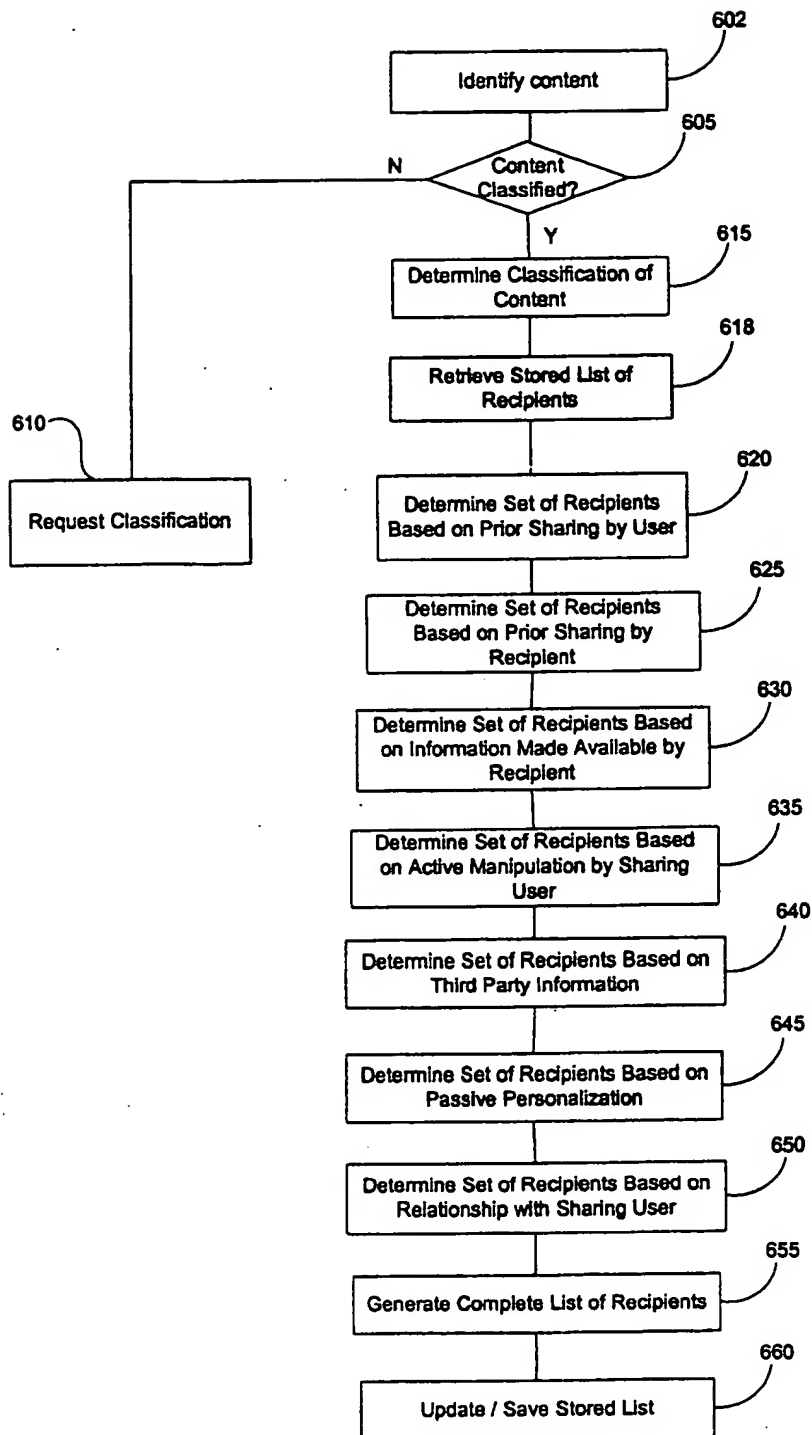 602
Identify content
605
N
Content
Classified?
Y
615
Determine Classification of
Content
618
Retrieve Stored List of
Recipients
610
Request Classification
620
Determine Set of Recipients
Based on Prior Sharing by User
625
Determine Set of Recipients
Based on Prior Sharing by
Recipient
630
Determine Set of Recipients Based
on Information Made Available by
Recipient
635
Determine Set of Recipients Based
on Active Manipulation by Sharing
User
640
Determine Set of Recipients Based on
Third Party Information
645
Determine Set of Recipients Based on
Passive Personalization
650
Determine Set of Recipients Based on
Relationship with Sharing User
655
Generate Complete List of Recipients
660
Update / Save Stored List